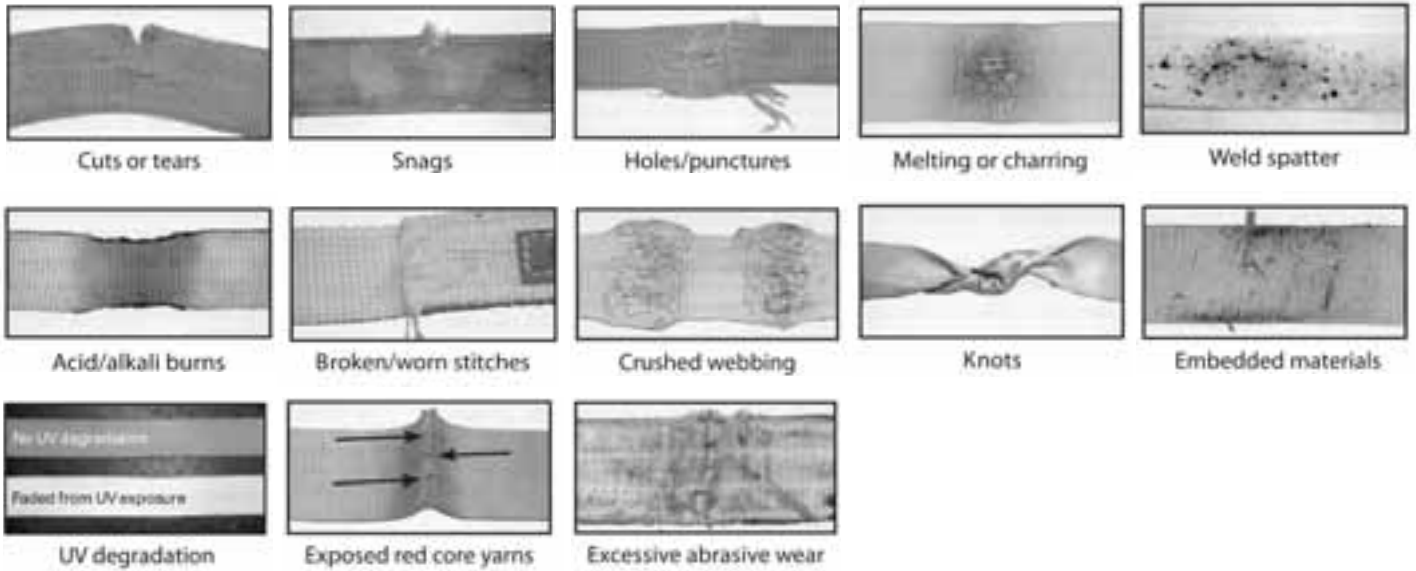 Cuts or tears
Snags
Holes/punctures
Melting or charring
Weld spatter
Acid/alkali burns
Broken/worn stitches
Crushed webbing
Knots
Embedded materials
No UV degradation
Faded from UV exposure
UV degradation
Exposed red core yarns
Excessive abrasive wear